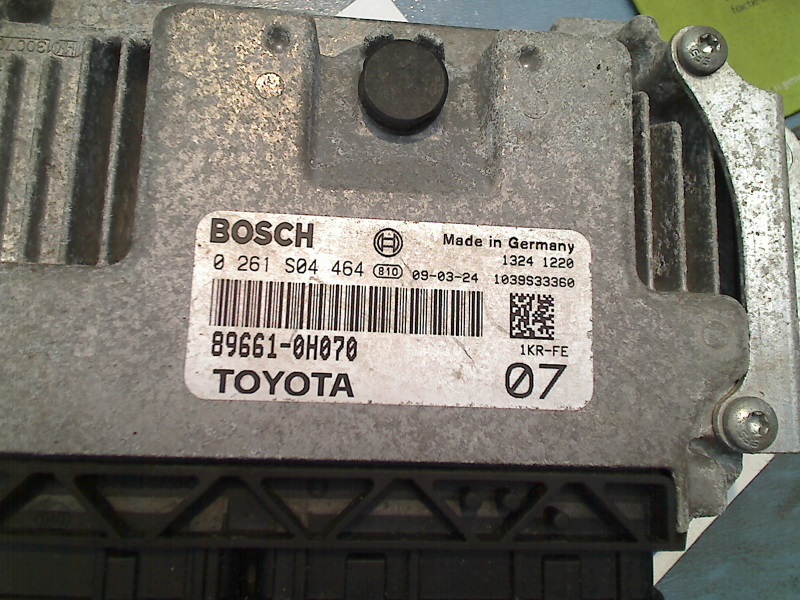 BOSCH Made in Germany
1324 1220
0 261 S04 464 810 09-03-24 1039S33360
89661-0H070 1KR-FE
TOYOTA 07